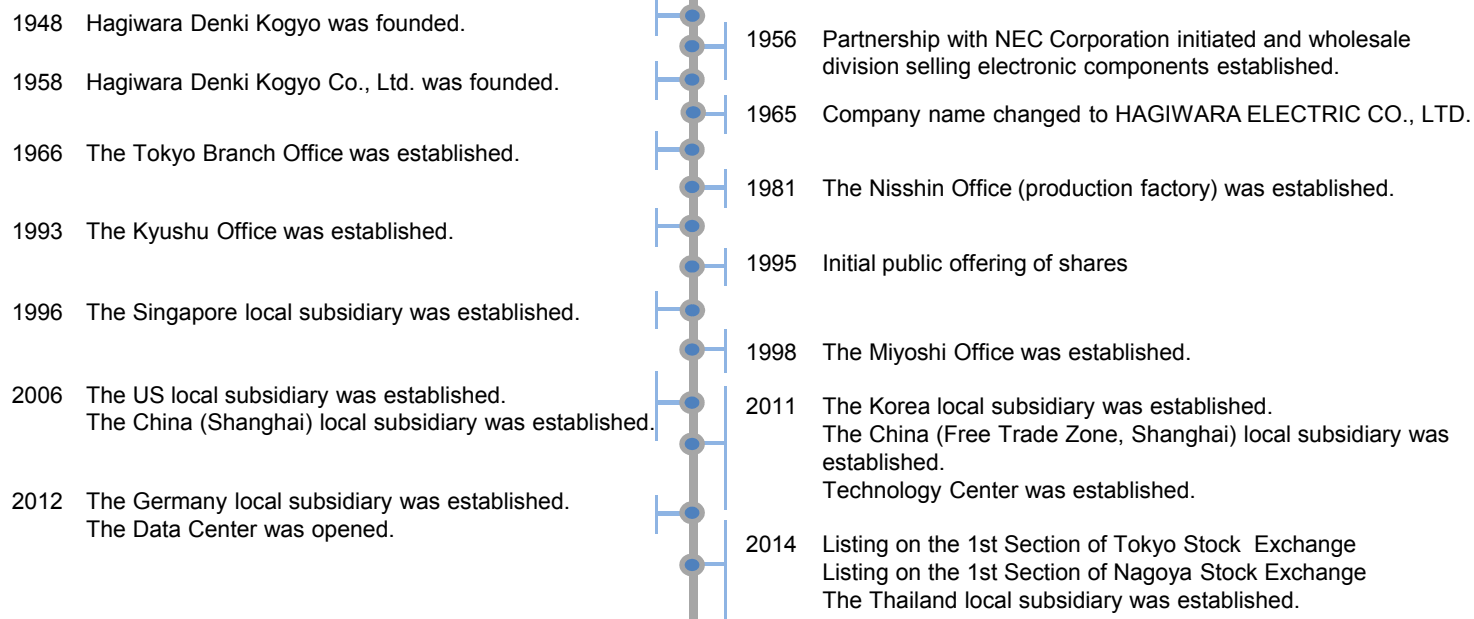 1948 Hagiwara Denki Kogyo was founded.
1956 Partnership with NEC Corporation initiated and wholesale
division selling electronic components established.
1958 Hagiwara Denki Kogyo Co., Ltd. was founded.
1965 Company name changed to HAGIWARA ELECTRIC CO., LTD.
1966 The Tokyo Branch Office was established.
1981 The Nisshin Office (production factory) was established.
1993 The Kyushu Office was established.
1995 Initial public offering of shares
1996 The Singapore local subsidiary was established.
1998 The Miyoshi Office was established.
2006 The US local subsidiary was established.
The China (Shanghai) local subsidiary was established.
2011 The Korea local subsidiary was established.
The China (Free Trade Zone, Shanghai) local subsidiary was
established.
Technology Center was established.
2012 The Germany local subsidiary was established.
The Data Center was opened.
2014 Listing on the 1st Section of Tokyo Stock Exchange
Listing on the 1st Section of Nagoya Stock Exchange
The Thailand local subsidiary was established.